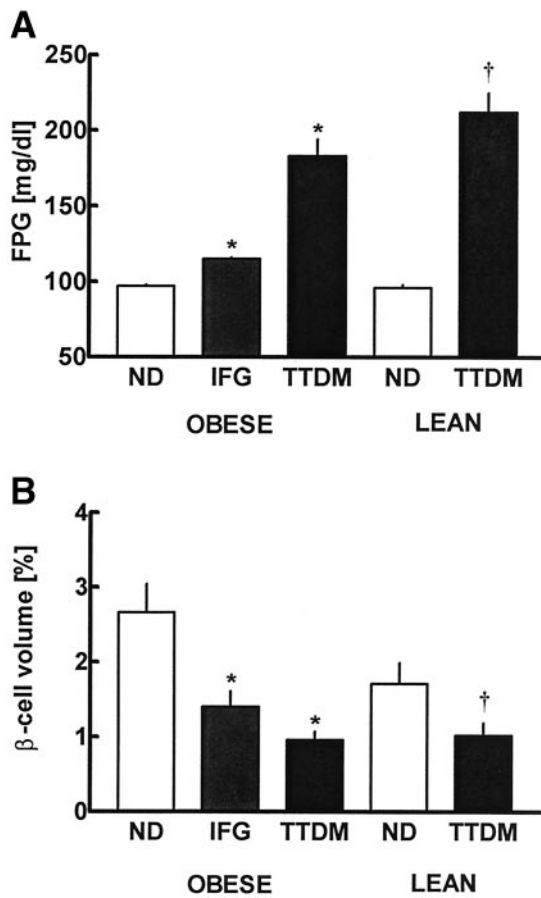 A
FPG [mg/dl]
250
200
150
100
50
*
*
†
ND IFG TTDM ND TTDM
OBESE LEAN
B
β-cell volume [%]
4
3
2
1
0
*
*
†
ND IFG TTDM ND TTDM
OBESE LEAN